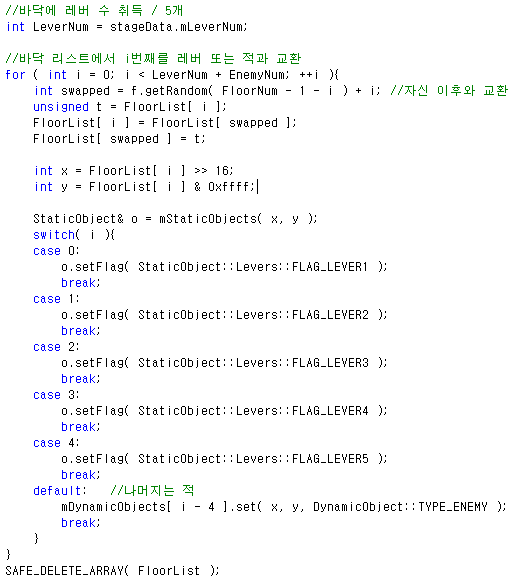 //바닥에 레버 수 취득 / 5개
int LeverNum = stageData.mLeverNum;
//바닥 리스트에서 i번째를 레버 또는 적과 교환
for ( int i = 0; i < LeverNum + EnemyNum; ++i ){
int swapped = f.getRandom( FloorNum - 1 - i ) + i; //자신 이후와 교환
unsigned t = FloorList[ i ];
FloorList[ i ] = FloorList[ swapped ];
FloorList[ swapped ] = t;
int x = FloorList[ i ] >> 16;
int y = FloorList[ i ] & 0xffff;
StaticObject& o = mStaticObjects( x, y );
switch( i ){
case 0:
o.setFlag( StaticObject::Levers::FLAG_LEVER1 );
break;
case 1:
o.setFlag( StaticObject::Levers::FLAG_LEVER2 );
break;
case 2:
o.setFlag( StaticObject::Levers::FLAG_LEVER3 );
break;
case 3:
o.setFlag( StaticObject::Levers::FLAG_LEVER4 );
break;
case 4:
o.setFlag( StaticObject::Levers::FLAG_LEVER5 );
break;
default: //나머지는 적
mDynamicObjects[ i - 4 ].set( x, y, DynamicObject::TYPE_ENEMY );
break;
}
}
SAFE_DELETE_ARRAY( FloorList );